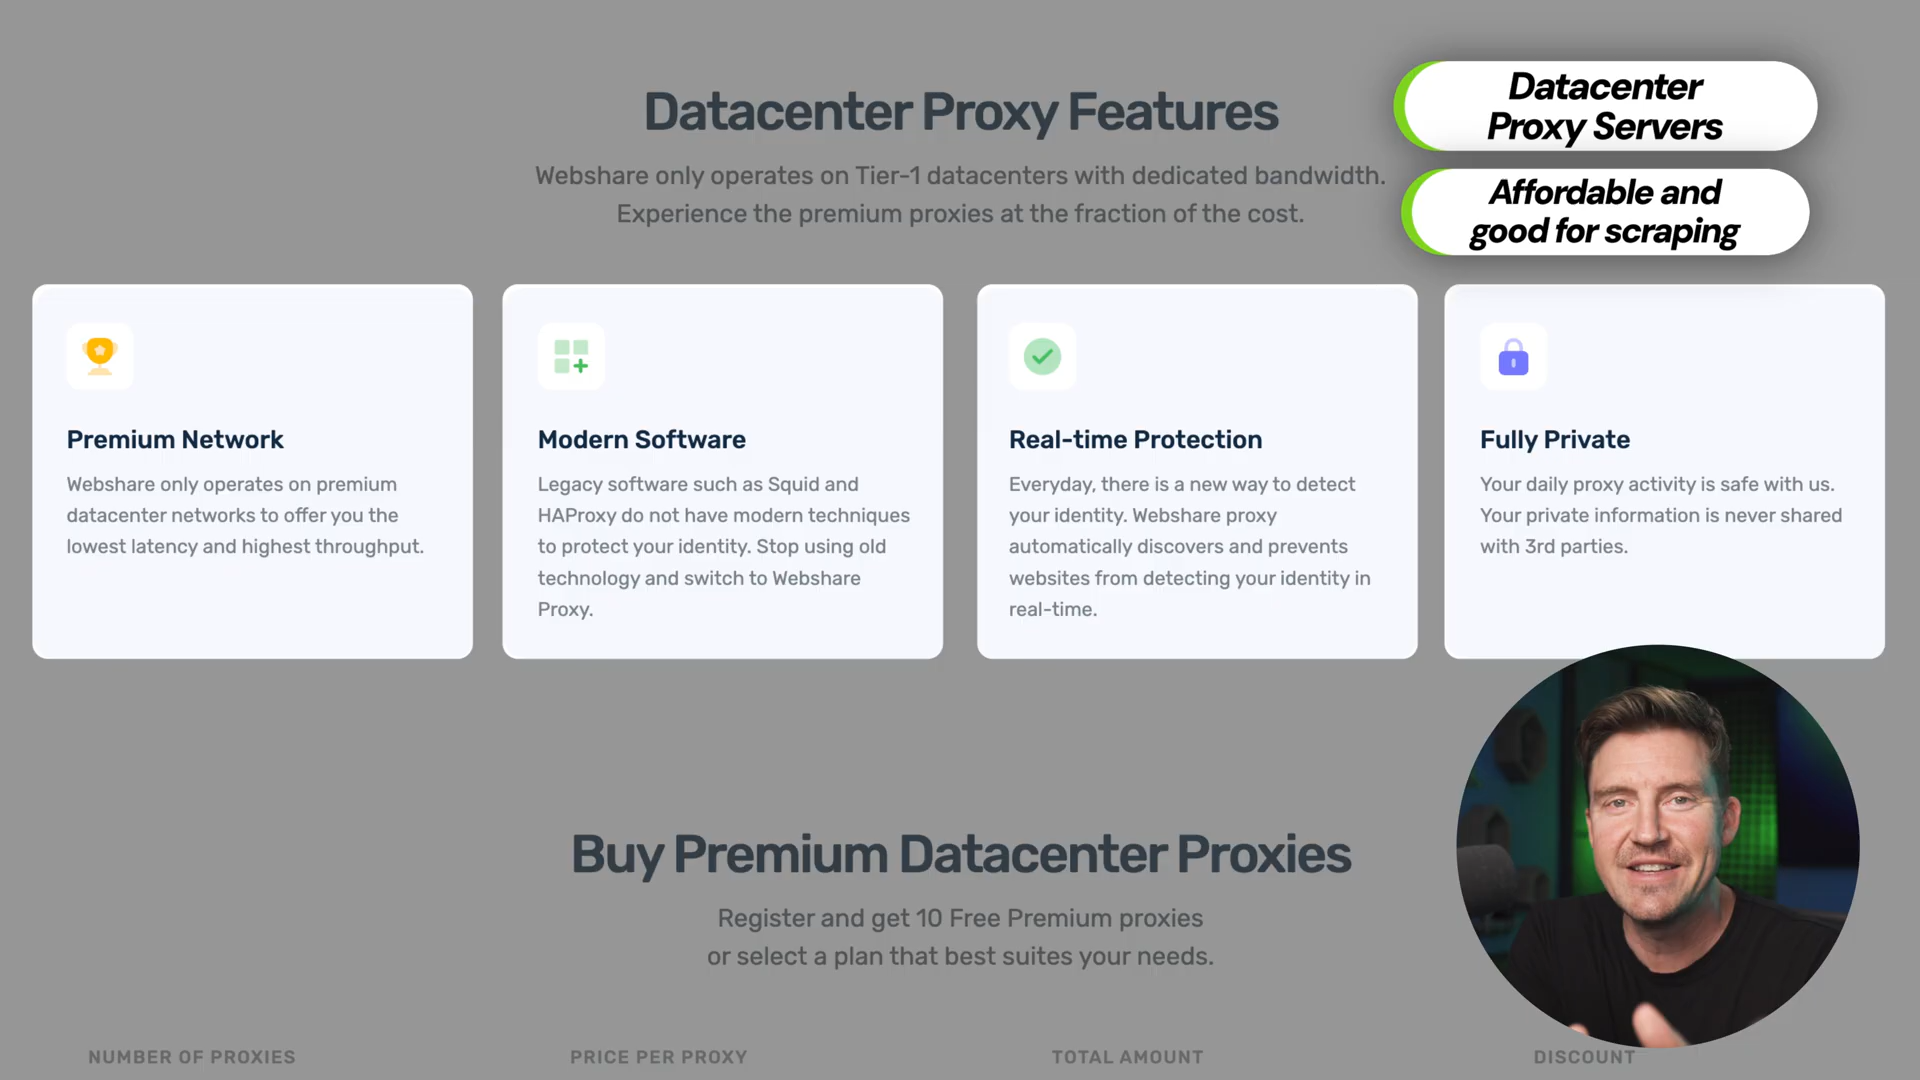 Datacenter Proxy Features
Webshare only operates on Tier-1 datacenters with dedicated bandwidth.
Experience the premium proxies at the fraction of the cost.
Datacenter
Proxy Servers
Affordable and
good for scraping
Premium Network
Webshare only operates on premium
datacenter networks to offer you the
lowest latency and highest throughput.
Modern Software
Legacy software such as Squid and
HAProxy do not have modern techniques
to protect your identity. Stop using old
technology and switch to Webshare
Proxy.
Real-time Protection
Everyday, there is a new way to detect
your identity. Webshare proxy
automatically discovers and prevents
websites from detecting your identity in
real-time.
Fully Private
Your daily proxy activity is safe with us.
Your private information is never shared
with 3rd parties.
Buy Premium Datacenter Proxies
Register and get 10 Free Premium proxies
or select a plan that best suites your needs.
NUMBER OF PROXIES
PRICE PER PROXY
TOTAL AMOUNT
DISCOUNT